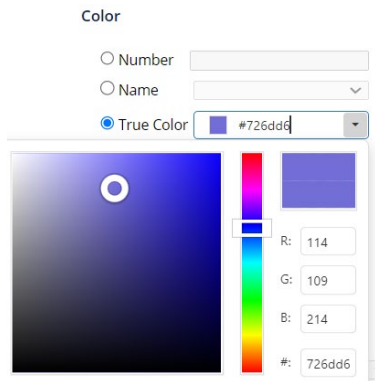 Color
Number
Name
True Color #726dd6
R: 114
G: 109
B: 214
#: 726dd6